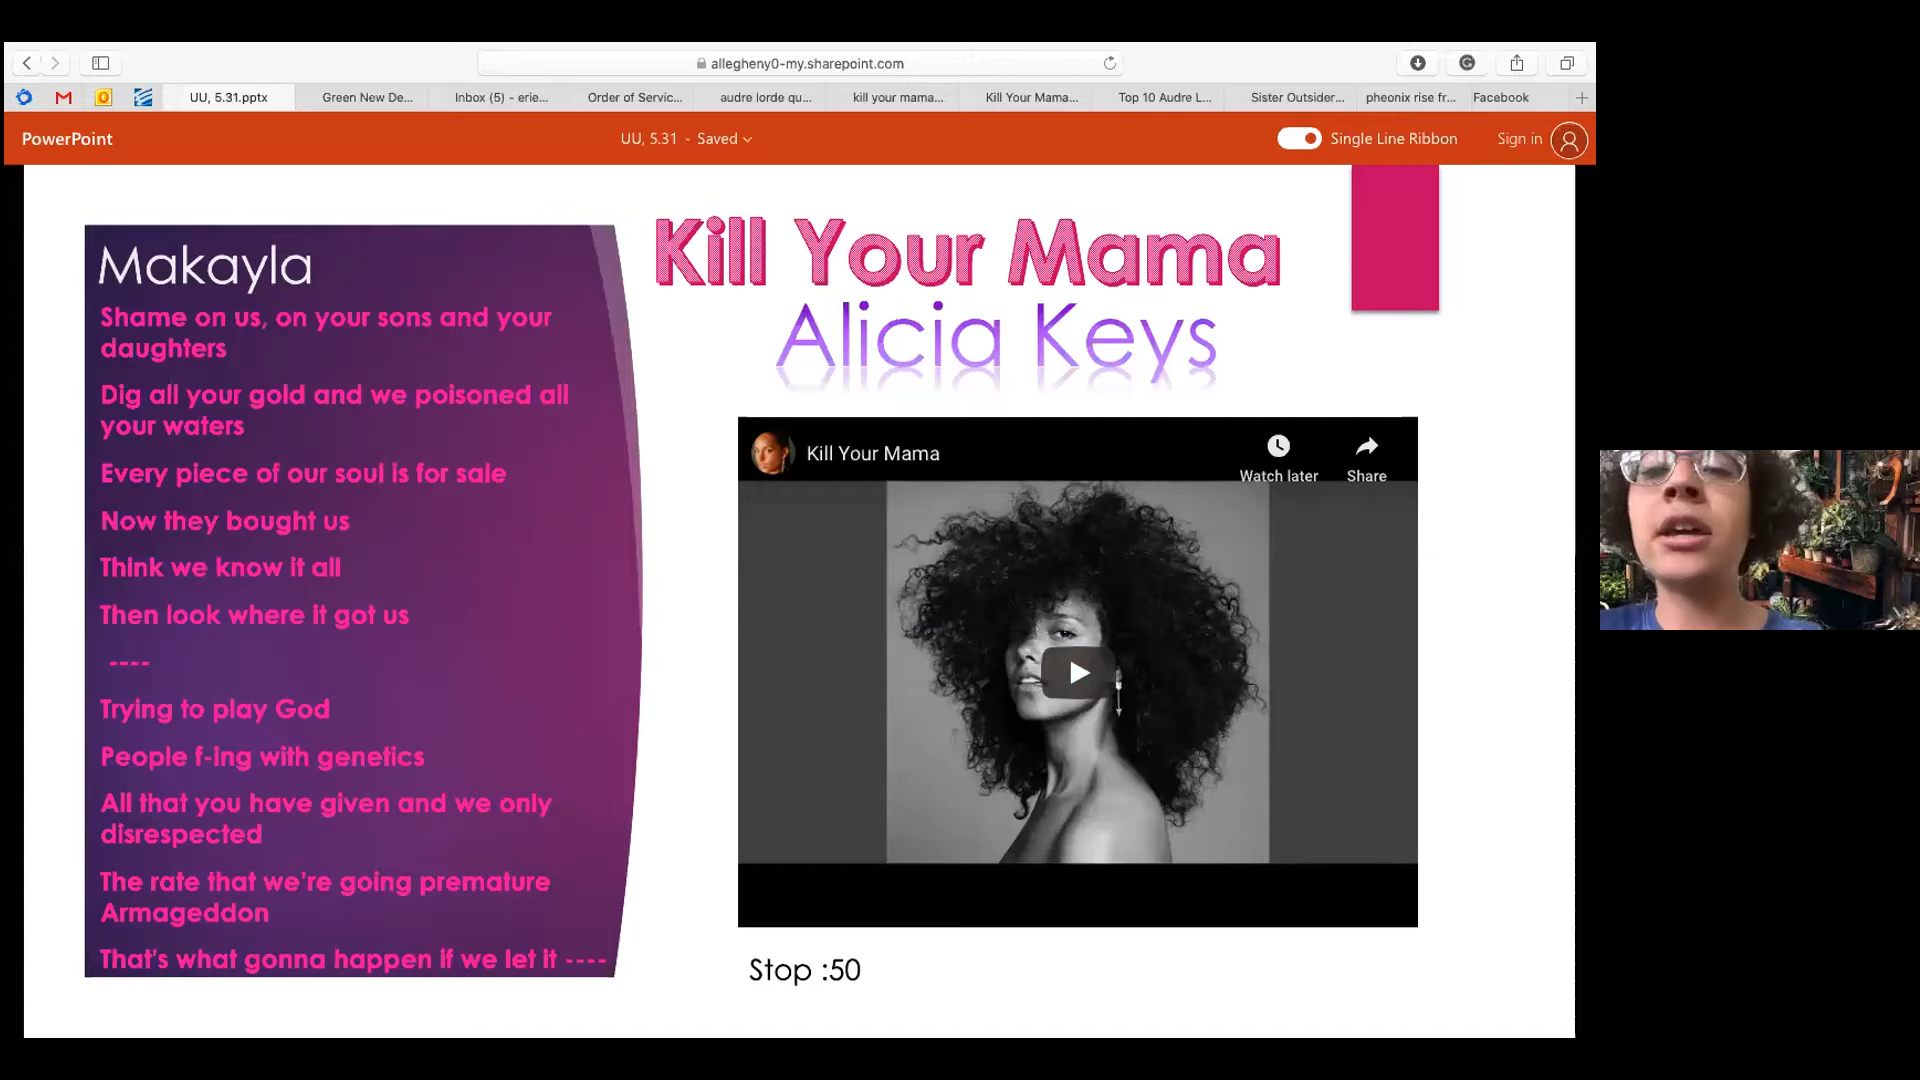 allegheny0-my.sharepoint.com
UU, 5.31.pptx
Green New De...
Inbox (5) - erie...
Order of Servic...
audre lorde qu...
kill your mama...
Kill Your Mama...
Top 10 Audre L...
Sister Outsider...
pheonix rise fr...
Facebook
PowerPoint
UU, 5.31 - Saved
Single Line Ribbon
Sign in
Makayla
Shame on us, on your sons and your
daughters
Dig all your gold and we poisoned all
your waters
Every piece of our soul is for sale
Now they bought us
Think we know it all
Then look where it got us
----
Trying to play God
People f-ing with genetics
All that you have given and we only
disrespected
The rate that we're going premature
Armageddon
That's what gonna happen if we let it ----
Kill Your Mama
Alicia Keys
Kill Your Mama
Watch later
Share
Stop :50